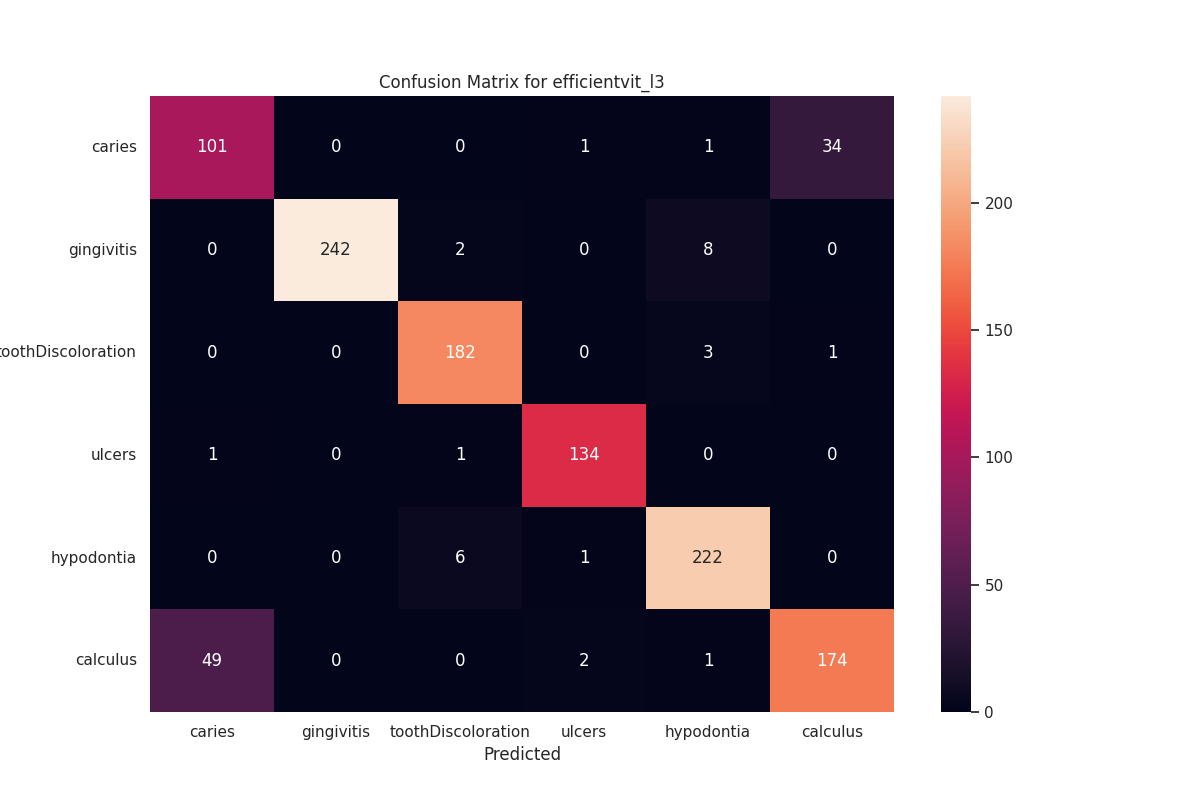 Confusion Matrix for efficientvit_l3
caries 101 0 0 1 1 34
200
gingivitis 0 242 2 0 8 0
150
toothDiscoloration 0 0 182 0 3 1
100
ulcers 1 0 1 134 0 0
50
hypodontia 0 0 6 1 222 0
calculus 49 0 0 2 1 174
0
caries gingivitis toothDiscoloration ulcers hypodontia calculus
Predicted